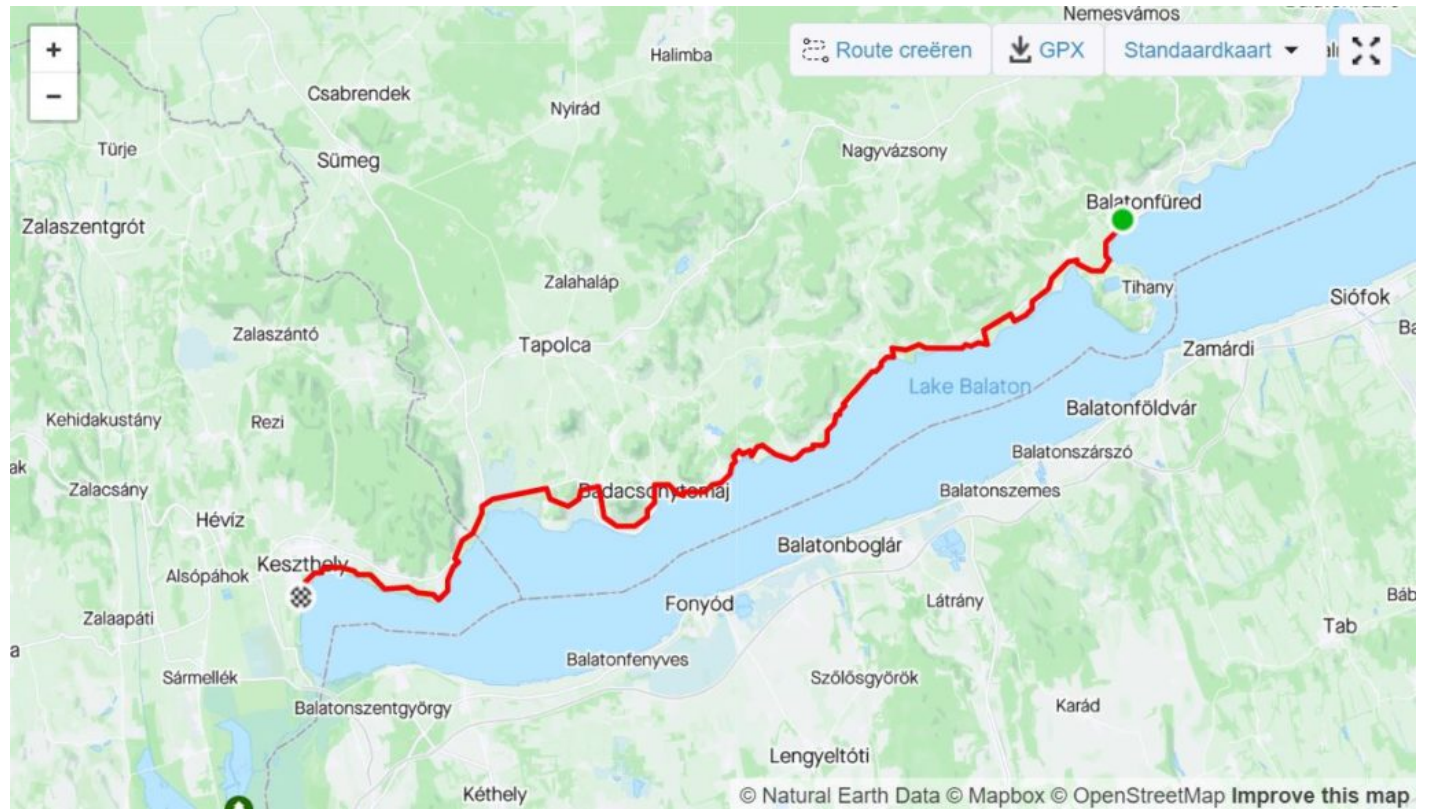 Nemesvámos
+
−
Halimba
Route creëren
GPX
Standaardkaart
Csabrendek
Nyirád
Türje
Sümeg
Nagyvázsony
Balatonfüred
Zalaszentgrót
Zalahaláp
Tihany
Siófok
Zalaszántó
Tapolca
Zamárdi
Lake Balaton
Kehidakustány
Rezi
Balatonföldvár
Balatonszárszó
ak
Zalacsány
Badacsonytomaj
Balatonszemes
Hévíz
Balatonboglár
Keszthely
Alsópáhok
Fonyód
Látrány
Báb
Zalaapáti
Tab
a
Balatonfenyves
Sármellék
Szőlősgyörök
Balatonszentgyörgy
Karád
Lengyeltóti
Kéthely
© Natural Earth Data © Mapbox © OpenStreetMap Improve this map